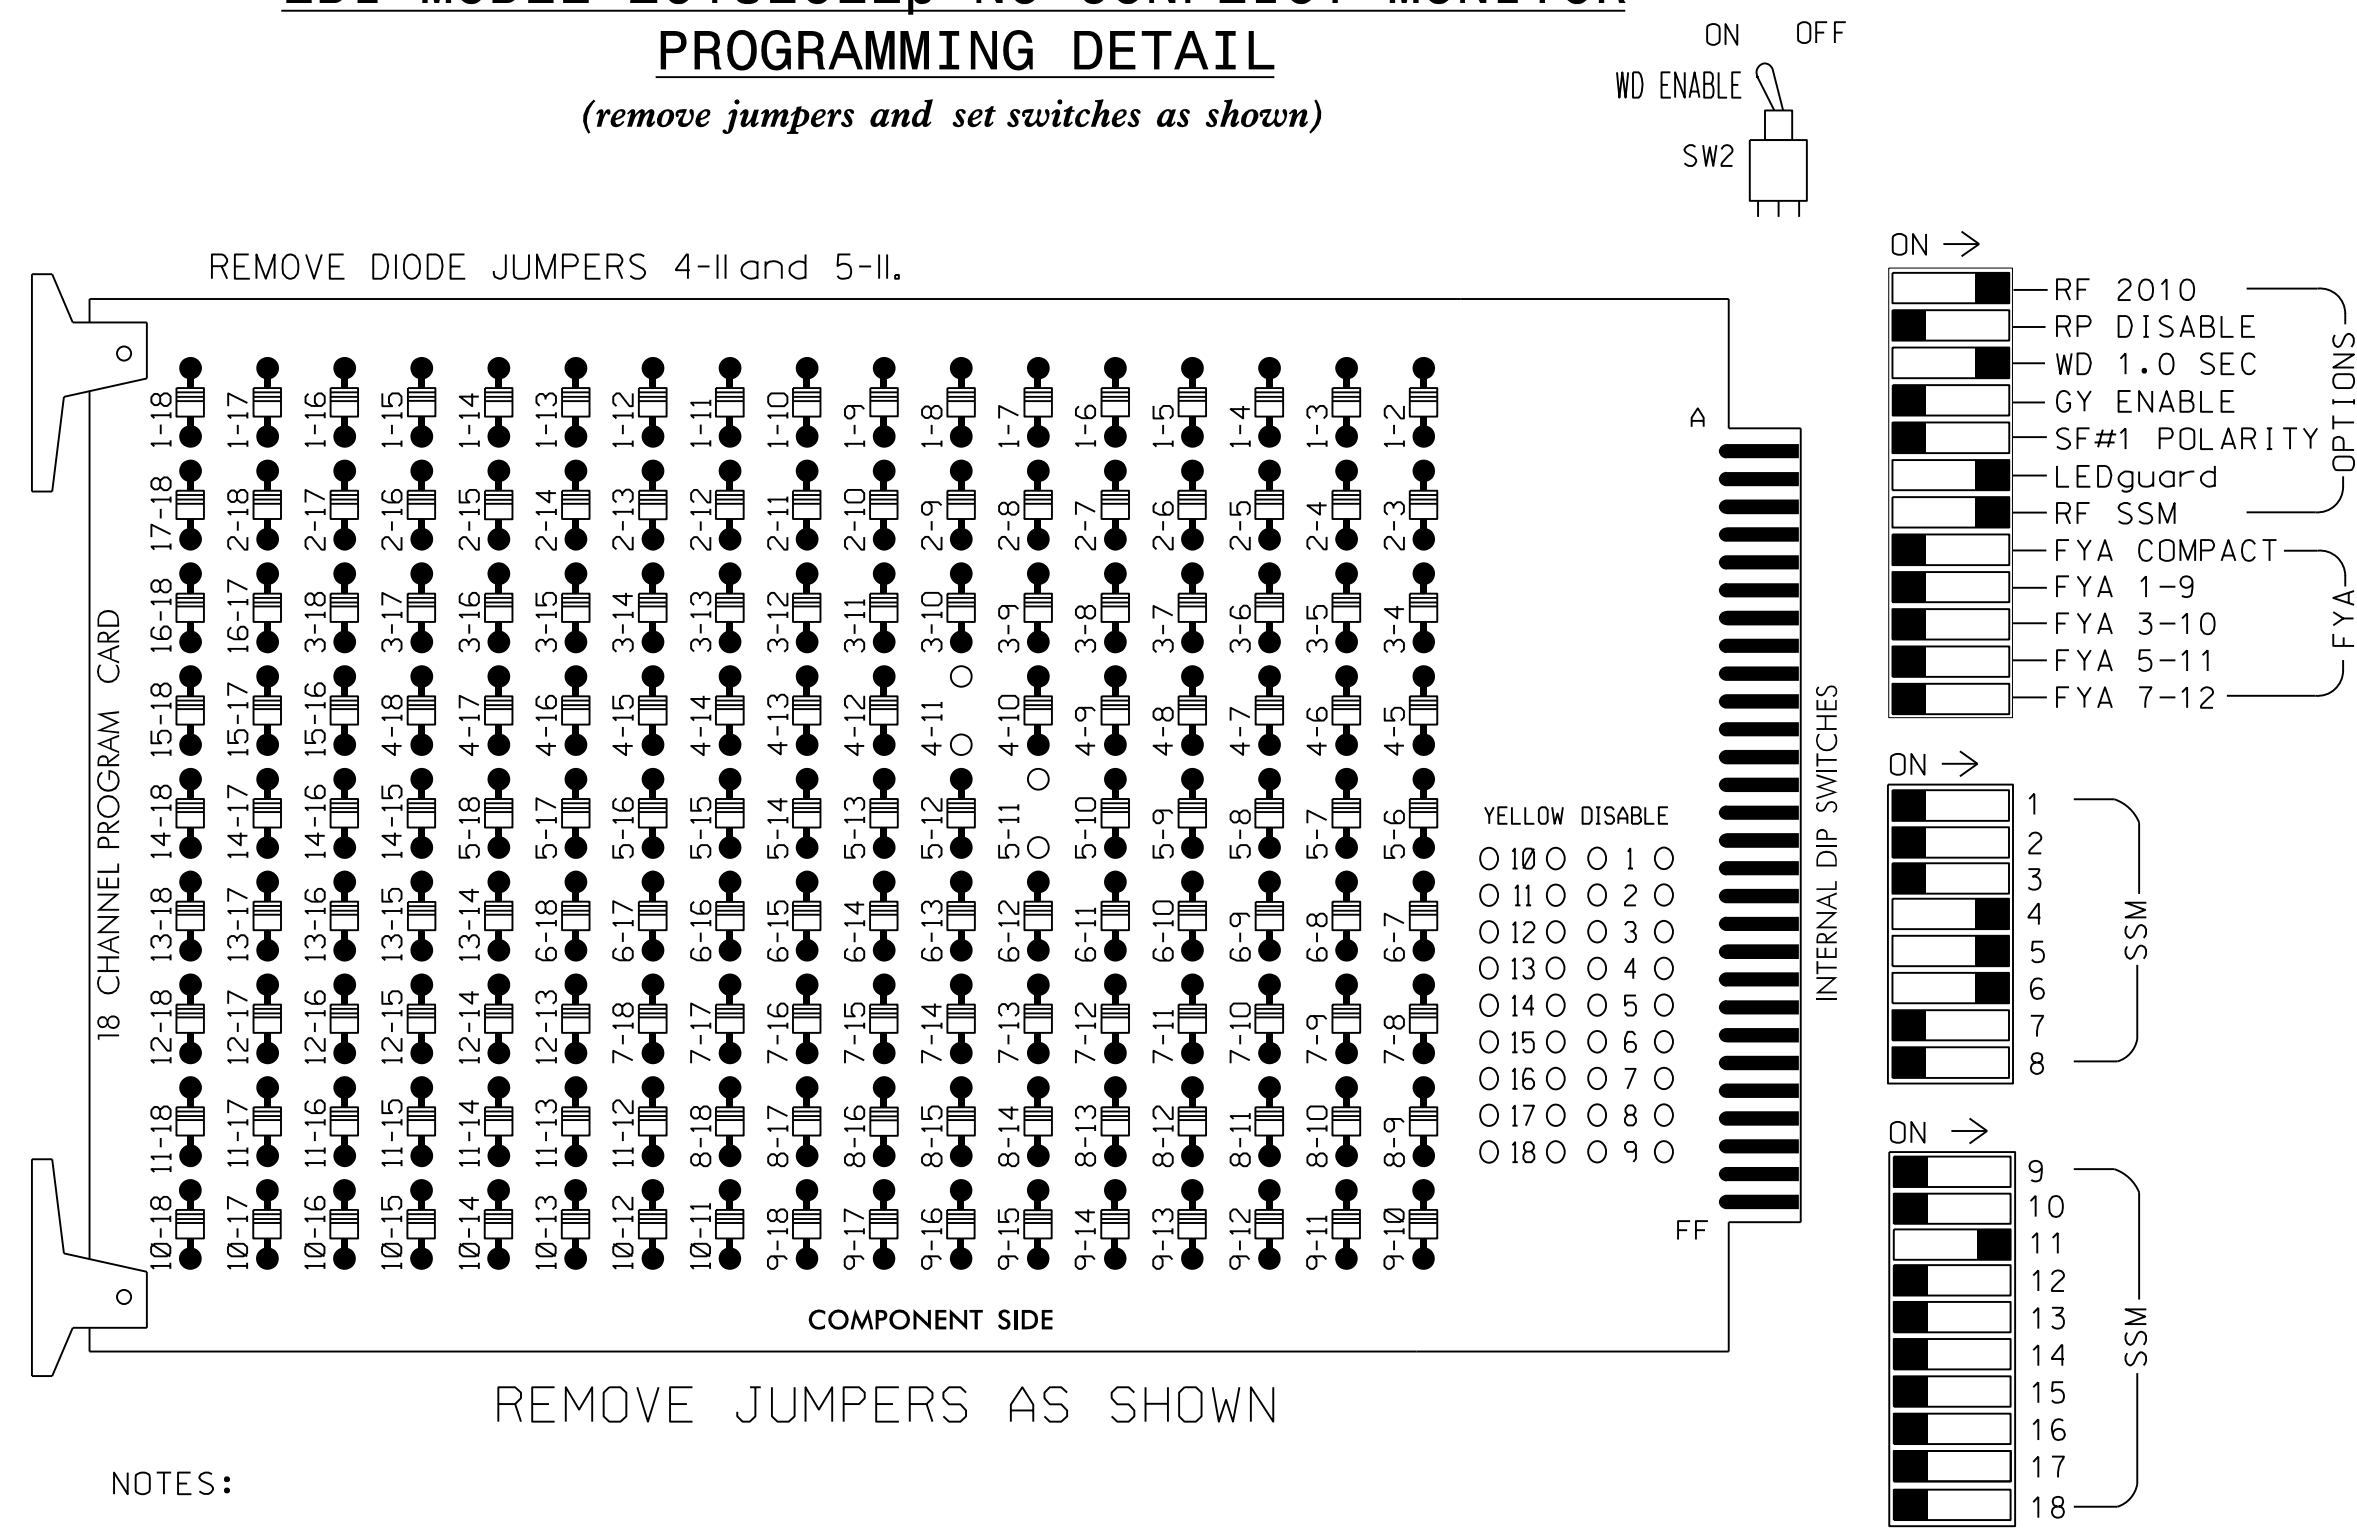 PROGRAMMING DETAIL
(remove jumpers and set switches as shown)
ON OFF
WD ENABLE
SW2
REMOVE DIODE JUMPERS 4-11 and 5-11.
1-18 1-17 1-16 1-15 1-14 1-13 1-12 1-11 1-10 1-9 1-8 1-7 1-6 1-5 1-4 1-3 1-2
17-18 2-18 2-17 2-16 2-15 2-14 2-13 2-12 2-11 2-10 2-9 2-8 2-7 2-6 2-5 2-4 2-3
16-18 16-17 3-18 3-17 3-16 3-15 3-14 3-13 3-12 3-11 3-10 3-9 3-8 3-7 3-6 3-5 3-4
15-18 15-17 15-16 4-18 4-17 4-16 4-15 4-14 4-13 4-12 4-11 4-10 4-9 4-8 4-7 4-6 4-5
14-18 14-17 14-16 14-15 5-18 5-17 5-16 5-15 5-14 5-13 5-12 5-11 5-10 5-9 5-8 5-7 5-6
13-18 13-17 13-16 13-15 13-14 6-18 6-17 6-16 6-15 6-14 6-13 6-12 6-11 6-10 6-9 6-8 6-7
12-18 12-17 12-16 12-15 12-14 12-13 7-18 7-17 7-16 7-15 7-14 7-13 7-12 7-11 7-10 7-9 7-8
11-18 11-17 11-16 11-15 11-14 11-13 11-12 8-18 8-17 8-16 8-15 8-14 8-13 8-12 8-11 8-10 8-9
10-18 10-17 10-16 10-15 10-14 10-13 10-12 10-11 9-18 9-17 9-16 9-15 9-14 9-13 9-12 9-11 9-10
18 CHANNEL PROGRAM CARD
A
FF
YELLOW DISABLE
10 1
11 2
12 3
13 4
14 5
15 6
16 7
17 8
18 9
COMPONENT SIDE
INTERNAL DIP SWITCHES
ON →
RF 2010
RP DISABLE
WD 1.0 SEC
GY ENABLE
SF#1 POLARITY
LEDguard
RF SSM
OPTIONS
FYA COMPACT
FYA 1-9
FYA 3-10
FYA 5-11
FYA 7-12
FYA
ON →
1
2
3
4
5
6
7
8
SSM
ON →
9
10
11
12
13
14
15
16
17
18
SSM
REMOVE JUMPERS AS SHOWN
NOTES: